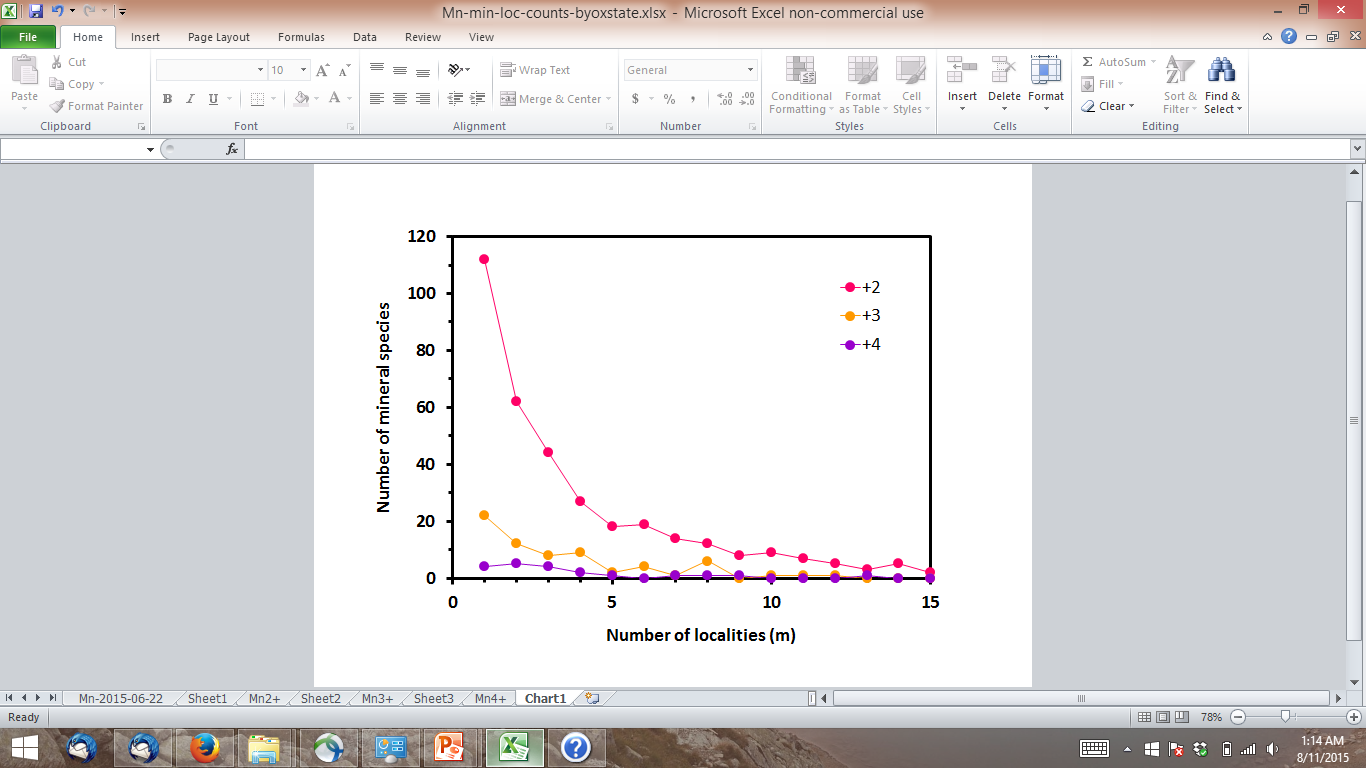 Mn-min-loc-counts-byoxstate.xlsx - Microsoft Excel non-commercial use
File Home Insert Page Layout Formulas Data Review View
Paste
Cut
Copy
Format Painter
10 A A
B I U A
Wrap Text
Merge & Center
General
$ % , .00 .0
Conditional Formatting
Format as Table
Cell Styles
Insert
Delete
Format
Σ AutoSum
Fill
Clear
Sort & Filter
Find & Select
Clipboard Font Alignment Number Styles Cells Editing
fx
120
100
80
60
40
20
0
Number of mineral species
+2
+3
+4
0 5 10 15
Number of localities (m)
Mn-2015-06-22 Sheet1 Mn2+ Sheet2 Mn3+ Sheet3 Mn4+ Chart1
Ready 78%
1:14 AM
8/11/2015